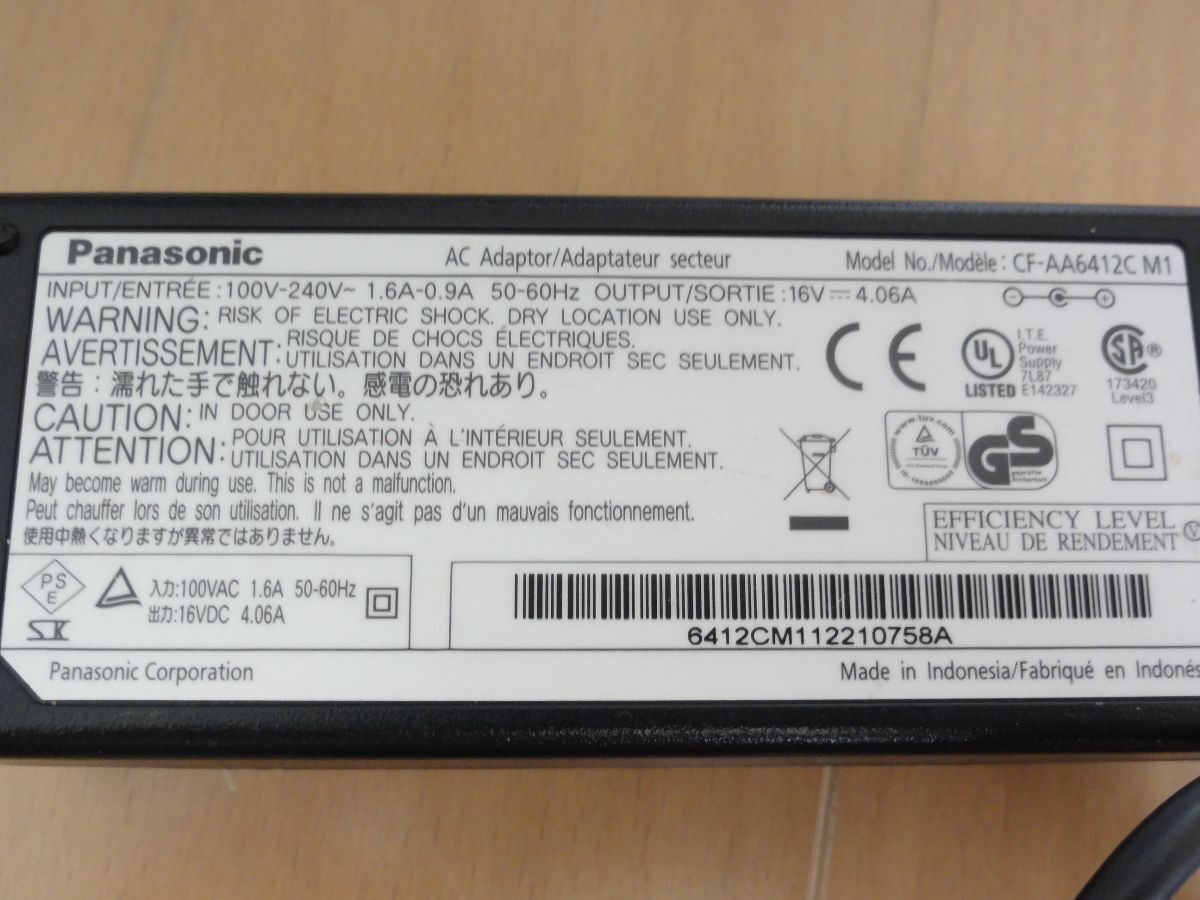 Panasonic AC Adaptor/Adaptateur secteur Model No./Modèle : CF-AA6412C M1
INPUT/ENTRÉE : 100V-240V~ 1.6A-0.9A 50-60Hz OUTPUT/SORTIE : 16V⎓ 4.06A
WARNING: RISK OF ELECTRIC SHOCK. DRY LOCATION USE ONLY.
AVERTISSEMENT: RISQUE DE CHOCS ÉLECTRIQUES.
UTILISATION DANS UN ENDROIT SEC SEULEMENT.
警告：濡れた手で触れない。感電の恐れあり。
CAUTION: IN DOOR USE ONLY.
ATTENTION: POUR UTILISATION À L'INTÉRIEUR SEULEMENT.
UTILISATION DANS UN ENDROIT SEC SEULEMENT.
May become warm during use. This is not a malfunction.
Peut chauffer lors de son utilisation. Il ne s'agit pas d'un mauvais fonctionnement.
使用中熱くなりますが異常ではありません。
CE
UL
LISTED
I.T.E.
Power
Supply
7L87
E142327
SA ®
173420
Level3
www.tuv.com
TÜV
GS
geprüfte
Sicherheit
EFFICIENCY LEVEL
NIVEAU DE RENDEMENT V
PS
E
入力:100VAC 1.6A 50-60Hz
出力:16VDC 4.06A
6412CM112210758A
Panasonic Corporation
Made in Indonesia/Fabriqué en Indonés